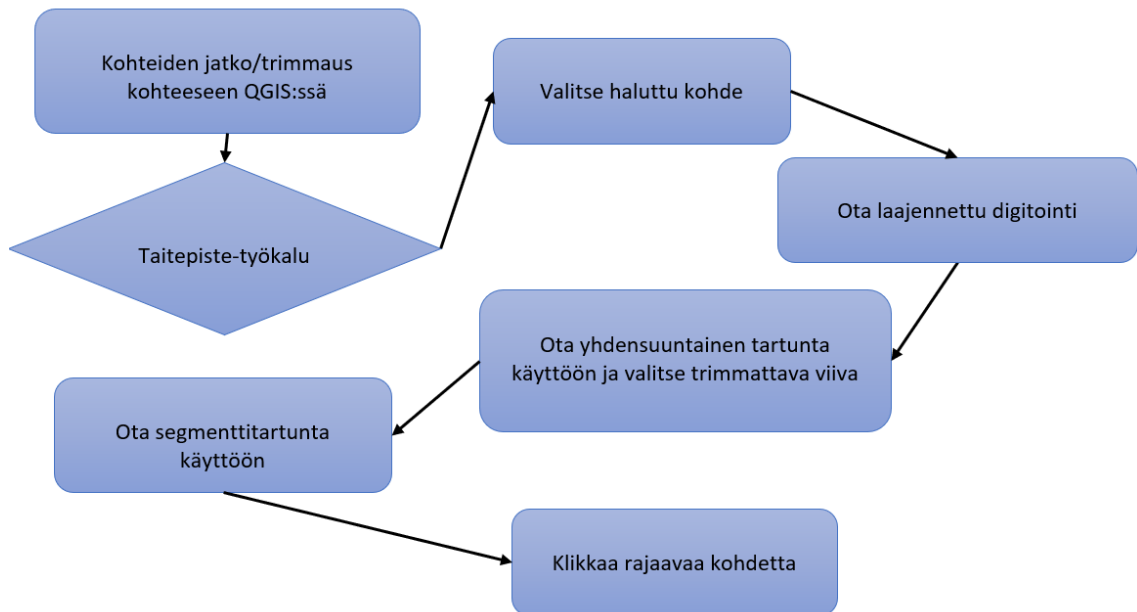 Kohteiden jatko/trimmaus
kohteeseen QGIS:ssä
Taitepiste-työkalu
Valitse haluttu kohde
Ota laajennettu digitointi
Ota yhdensuuntainen tartunta
käyttöön ja valitse trimmattava viiva
Ota segmenttitartunta
käyttöön
Klikkaa rajaavaa kohdetta